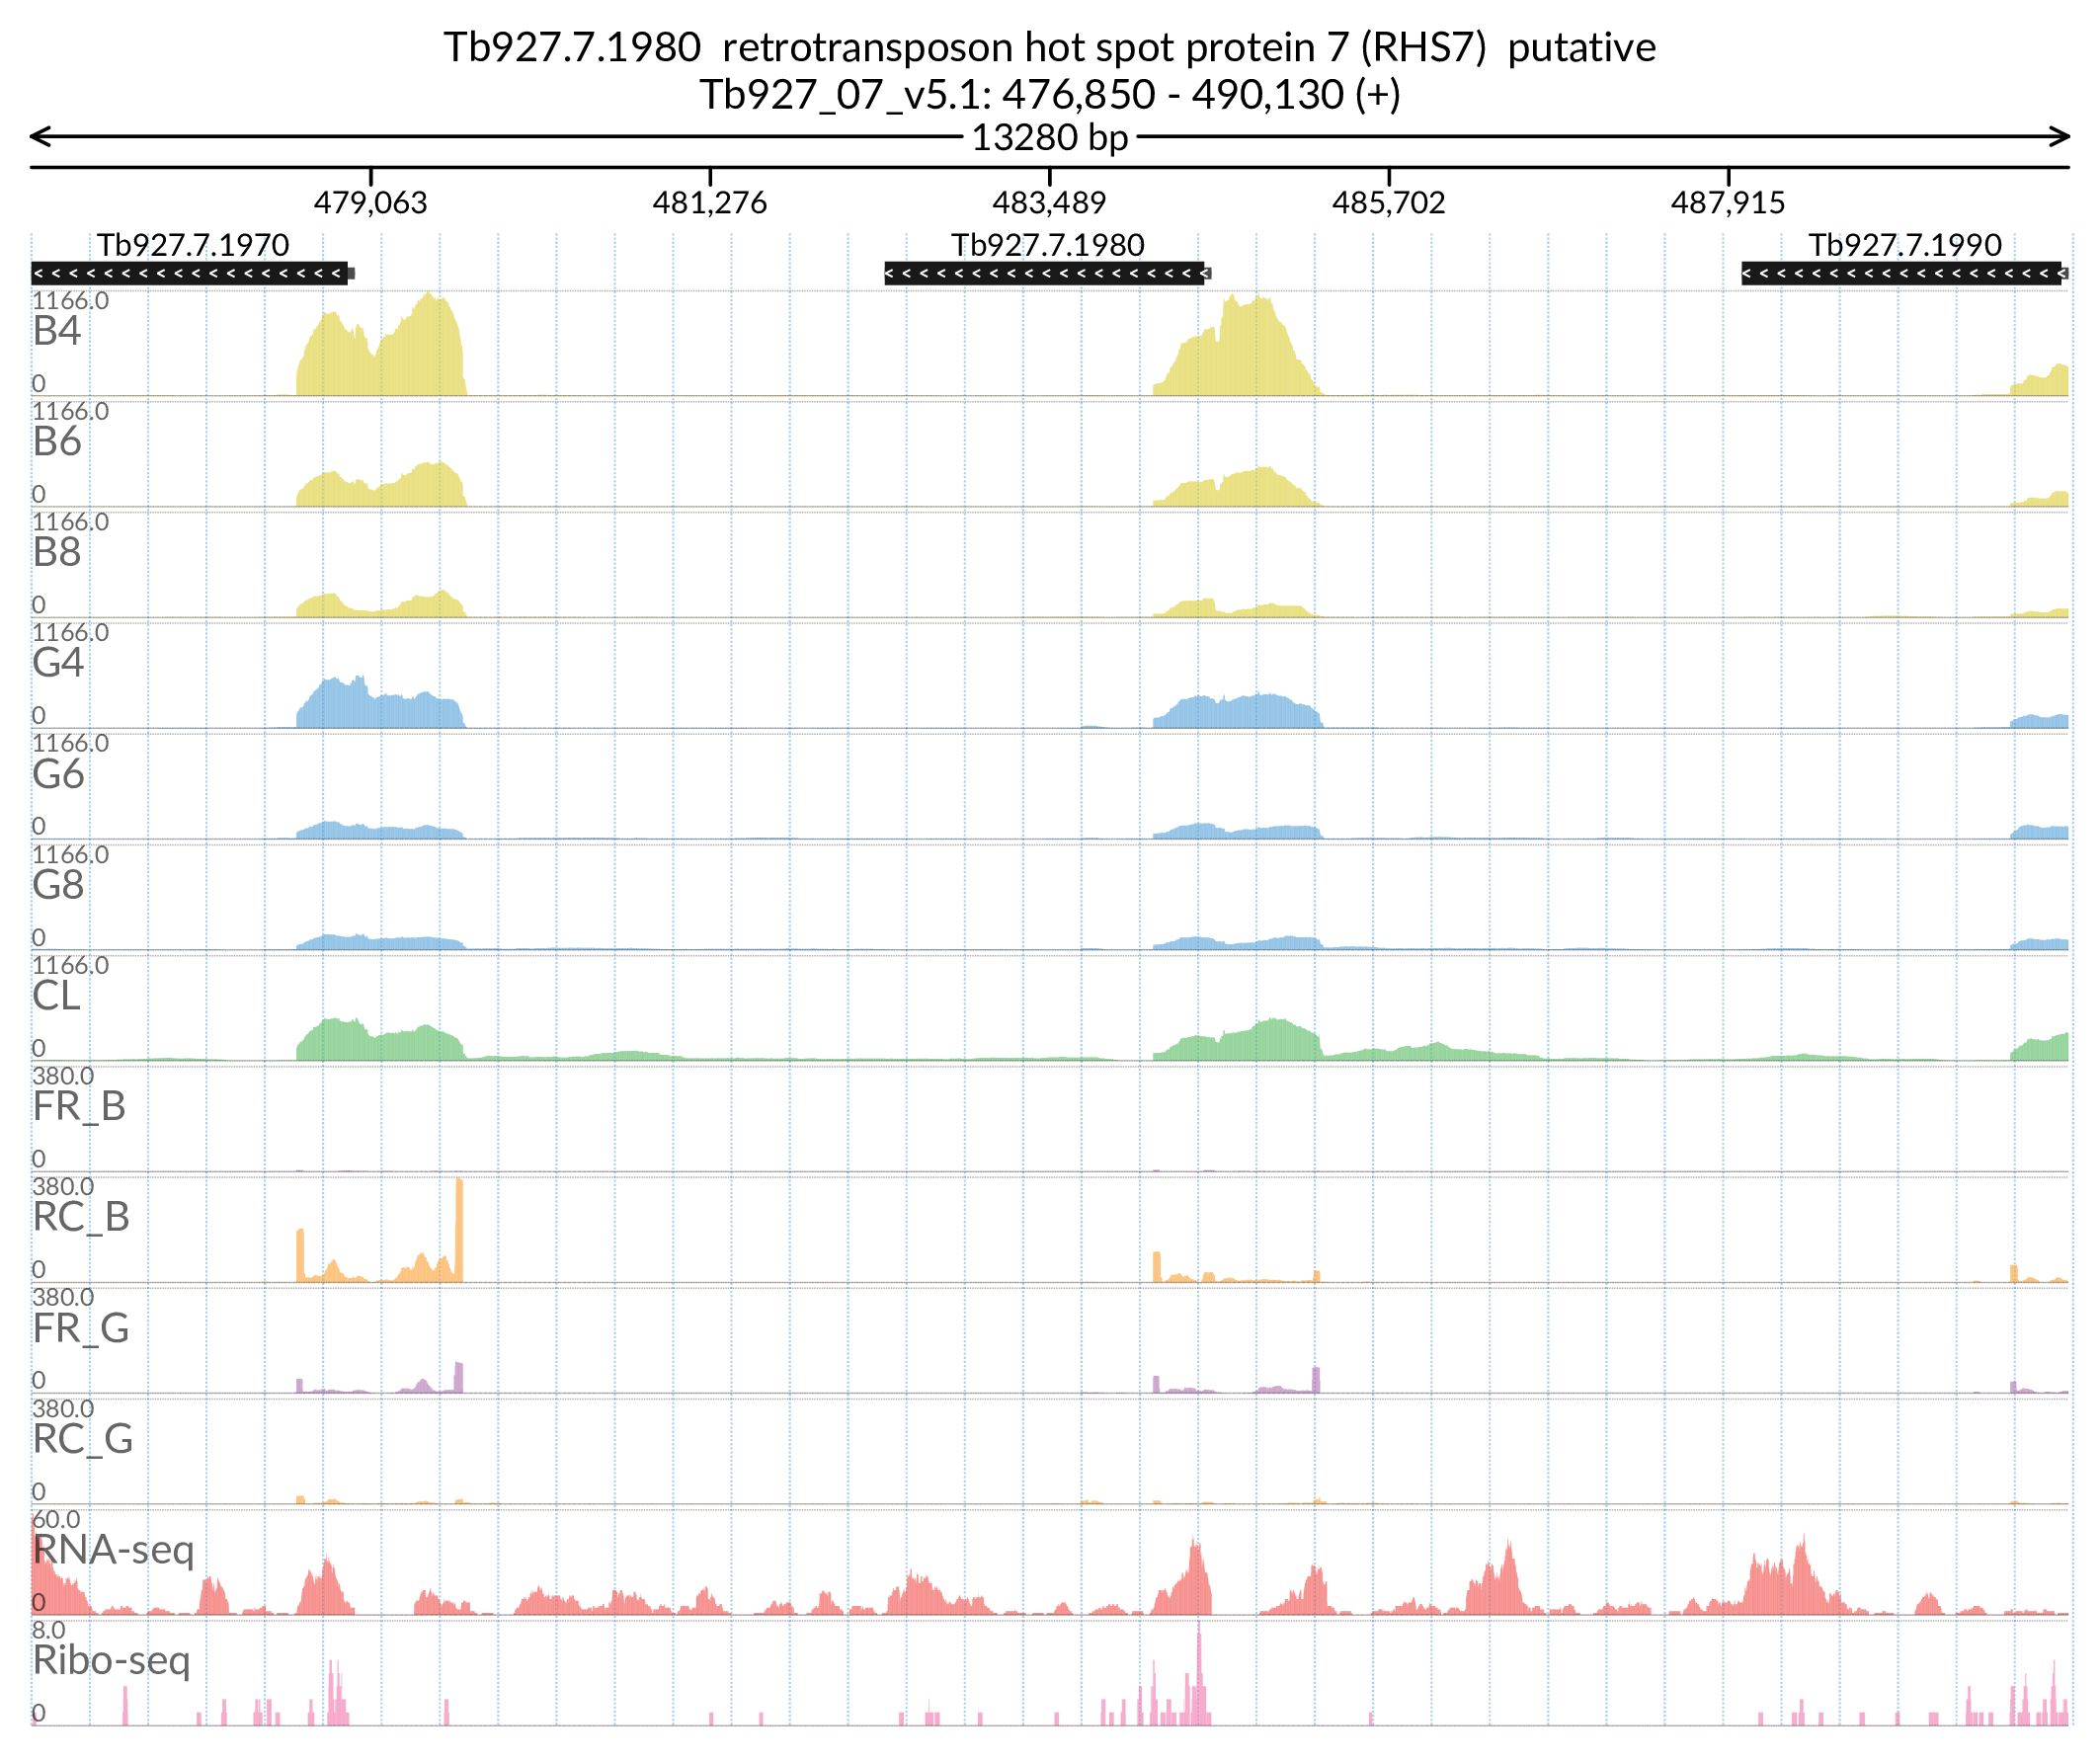 Tb927.7.1980 retrotransposon hot spot protein 7 (RHS7) putative
Tb927_07_v5.1: 476,850 - 490,130 (+)
13280 bp
479,063 481,276 483,489 485,702 487,915
Tb927.7.1970 Tb927.7.1980 Tb927.7.1990
1166.0
B4
0
1166.0
B6
0
1166.0
B8
0
1166.0
G4
0
1166.0
G6
0
1166.0
G8
0
1166.0
CL
0
380.0
FR_B
0
380.0
RC_B
0
380.0
FR_G
0
380.0
RC_G
0
60.0
RNA-seq
0
8.0
Ribo-seq
0